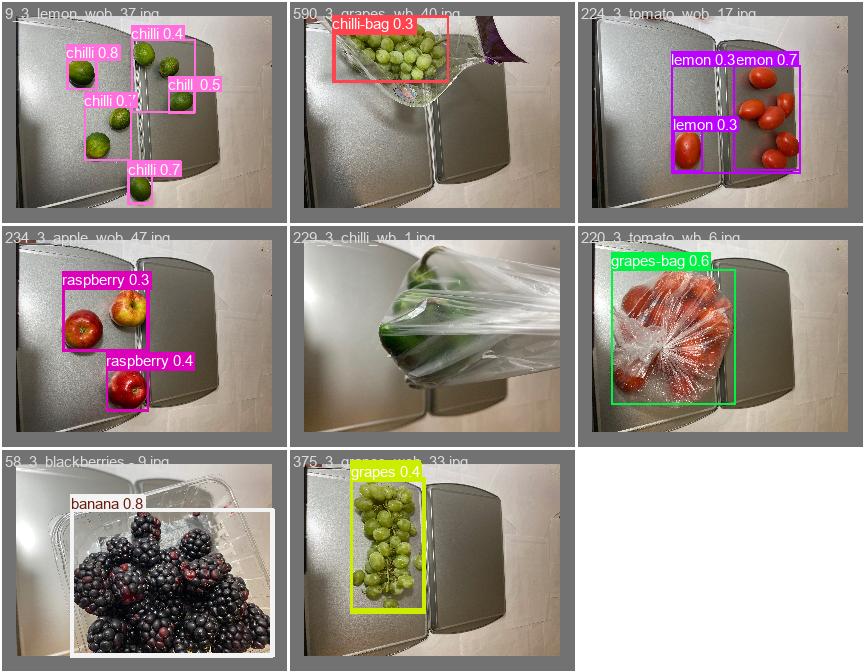 9_3_lemon_wob_37.jpg
chilli 0.4
chilli 0.8
chilli 0.5
chilli 0.7
chilli 0.7
590_3_grapes_wb_40.jpg
chilli-bag 0.3
224_3_tomato_wob_17.jpg
lemon 0.3
lemon 0.7
lemon 0.3
234_3_apple_wob_47.jpg
raspberry 0.3
raspberry 0.4
229_3_chilli_wb_1.jpg
220_3_tomato_wb_6.jpg
grapes-bag 0.6
58_3_blackberries - 9.jpg
banana 0.8
375_3_grapes_wob_33.jpg
grapes 0.4